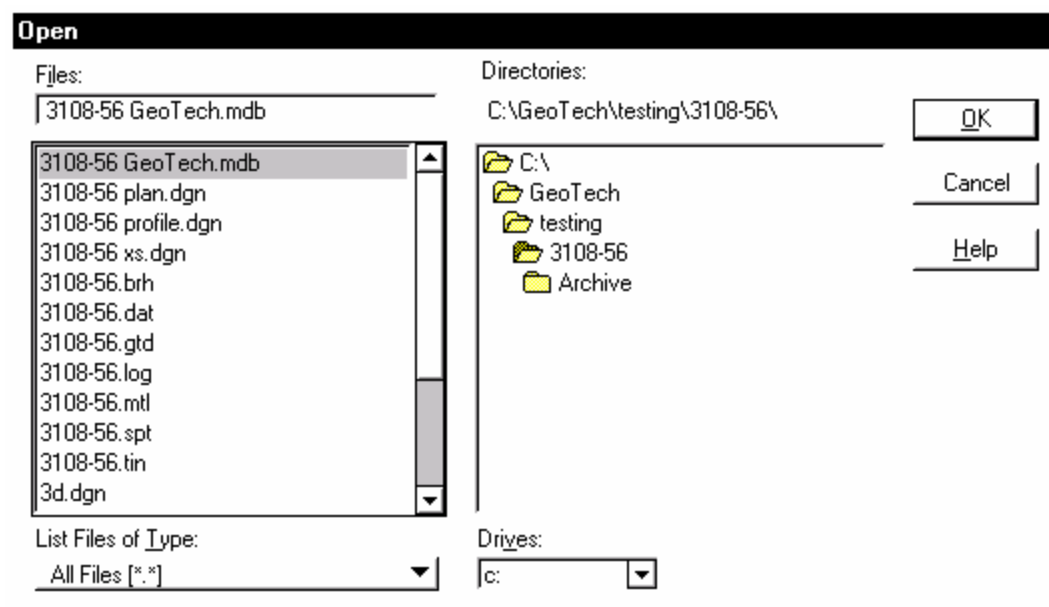 Open
Files:
3108-56 GeoTech.mdb
3108-56 GeoTech.mdb
3108-56 plan.dgn
3108-56 profile.dgn
3108-56 xs.dgn
3108-56.brh
3108-56.dat
3108-56.gtd
3108-56.log
3108-56.mtl
3108-56.spt
3108-56.tin
3d.dgn
List Files of Type:
All Files [*.*]
Directories:
C:\GeoTech\testing\3108-56\
C:\
GeoTech
testing
3108-56
Archive
Drives:
c:
OK
Cancel
Help